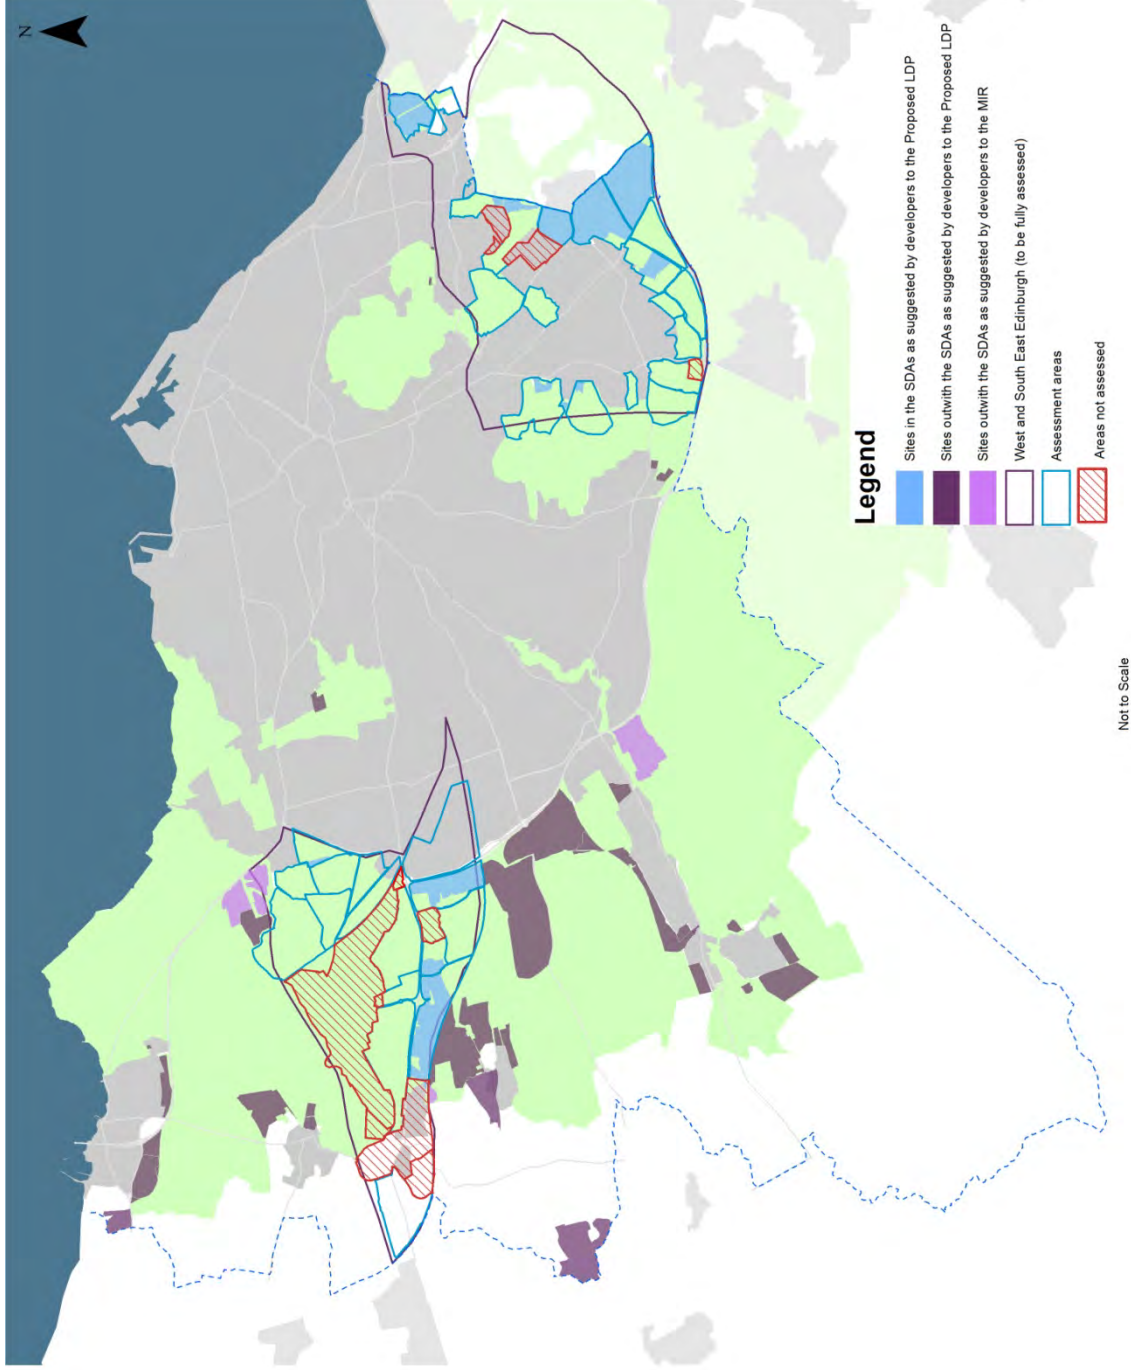 N
Legend
Sites in the SDAs as suggested by developers to the Proposed LDP
Sites outwith the SDAs as suggested by developers to the Proposed LDP
Sites outwith the SDAs as suggested by developers to the MIR
West and South East Edinburgh (to be fully assessed)
Assessment areas
Areas not assessed
Not to Scale